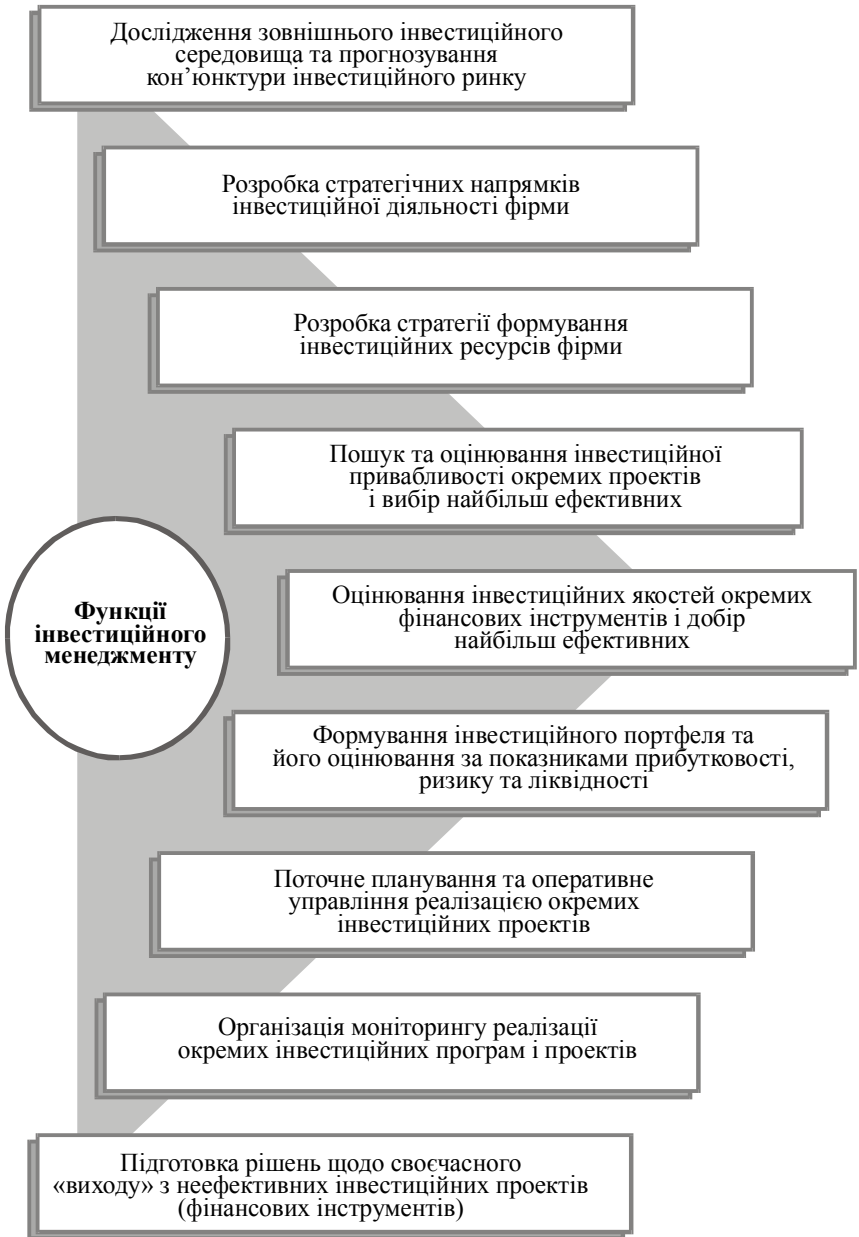 Дослідження зовнішнього інвестиційного
середовища та прогнозування
кон’юнктури інвестиційного ринку
Розробка стратегічних напрямків
інвестиційної діяльності фірми
Розробка стратегії формування
інвестиційних ресурсів фірми
Пошук та оцінювання інвестиційної
привабливості окремих проектів
і вибір найбільш ефективних
Функції
інвестиційного
менеджменту
Оцінювання інвестиційних якостей окремих
фінансових інструментів і добір
найбільш ефективних
Формування інвестиційного портфеля та
його оцінювання за показниками прибутковості,
ризику та ліквідності
Поточне планування та оперативне
управління реалізацією окремих
інвестиційних проектів
Організація моніторингу реалізації
окремих інвестиційних програм і проектів
Підготовка рішень щодо своєчасного
«виходу» з неефективних інвестиційних проектів
(фінансових інструментів)